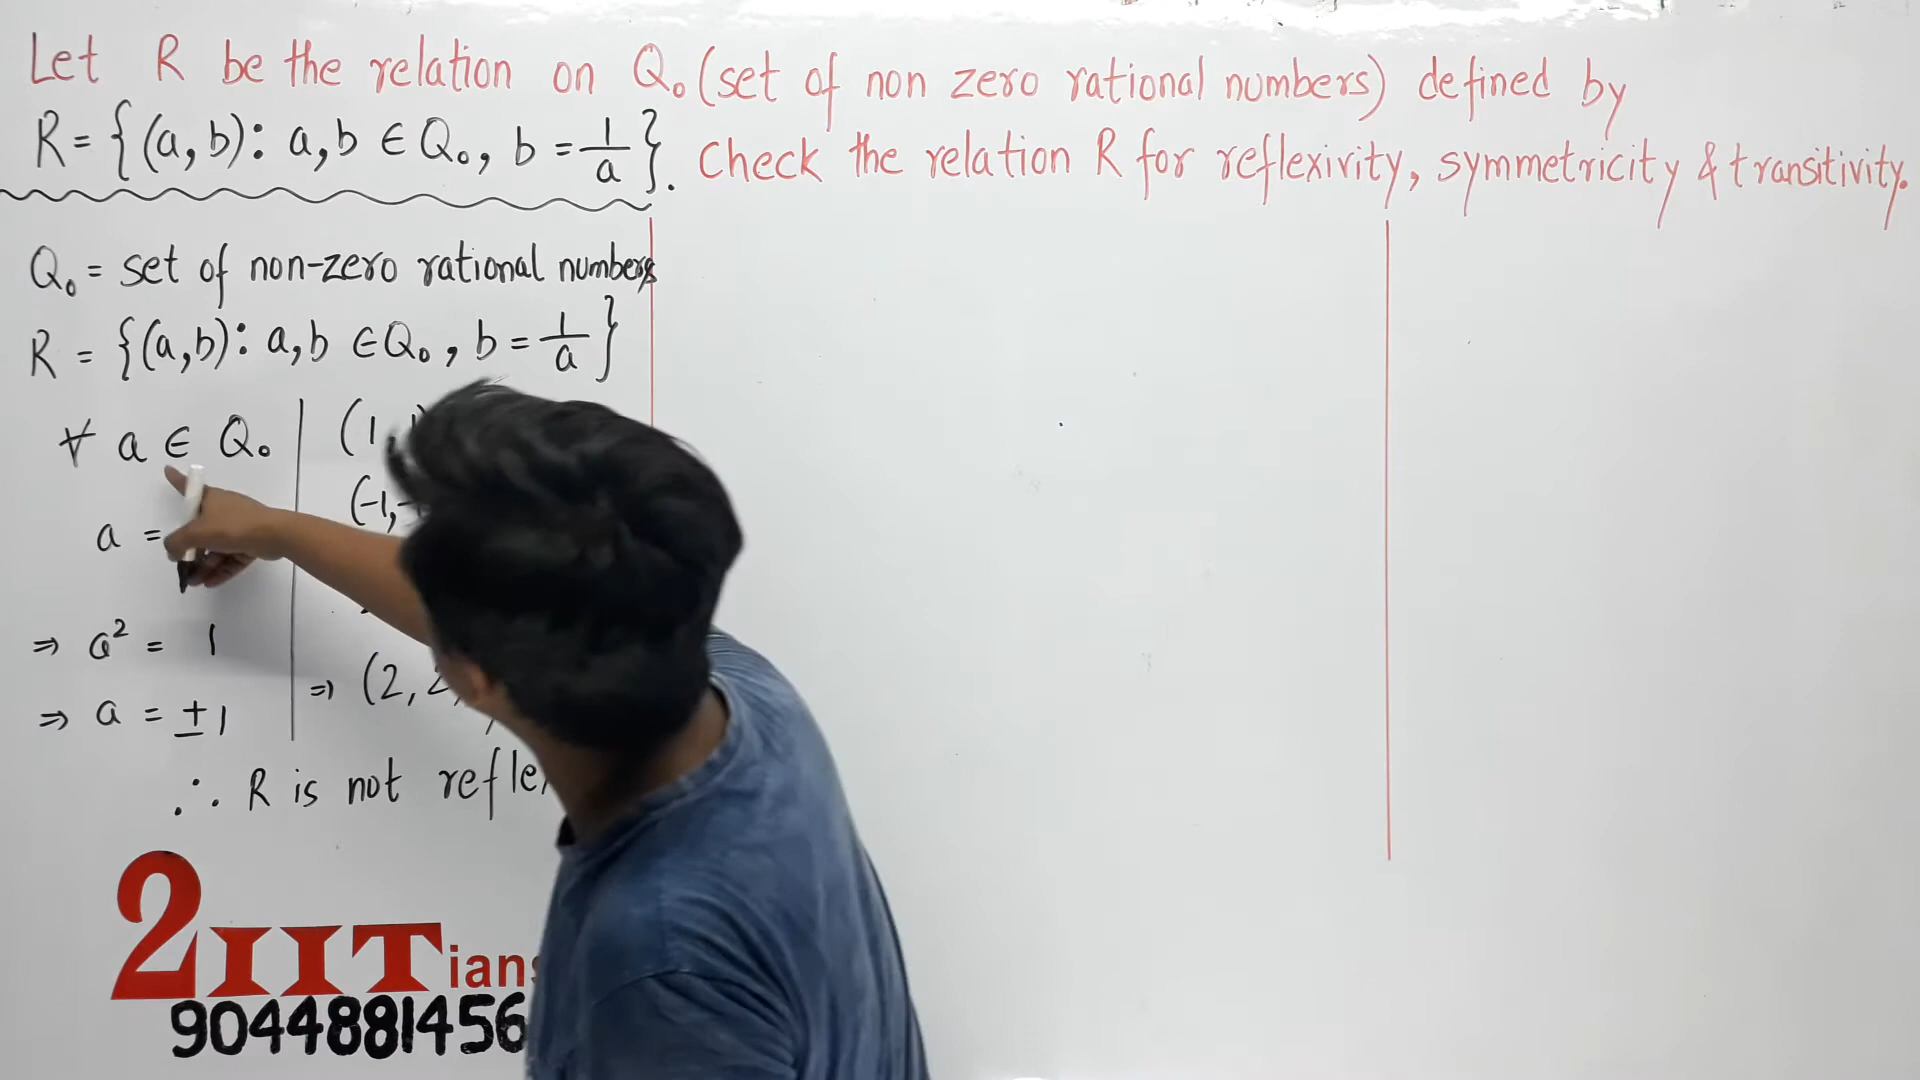 Let R be the relation on Q₀ (set of non zero rational numbers) defined by
R = {(a, b): a, b ∈ Q₀, b = 1/a}. Check the relation R for reflexivity, symmetricity & transitivity.
Q₀ = set of non-zero rational numbers
R = {(a, b): a, b ∈ Q₀, b = 1/a}
∀ a ∈ Q₀
a =
⇒ a² = 1
⇒ a = ±1
(1,
(-1,
⇒ (2,
∴ R is not
2IITians
9044881456